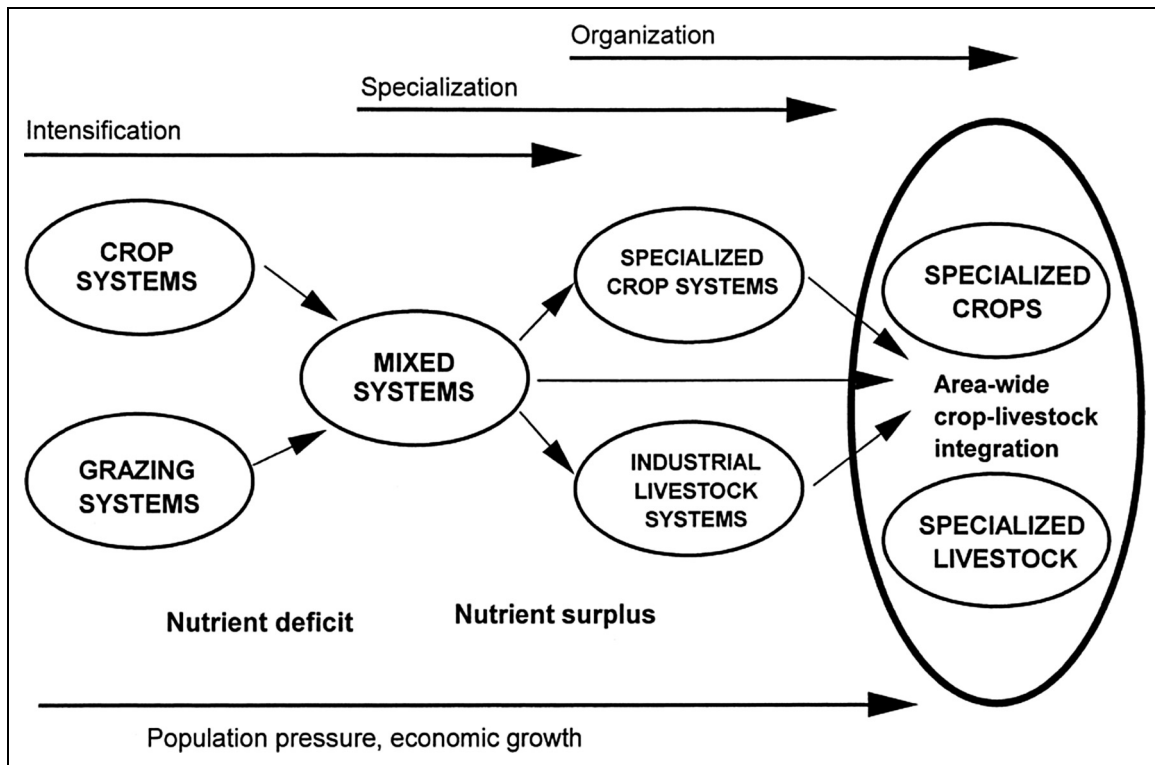 Organization
Specialization
Intensification
CROP
SYSTEMS
GRAZING
SYSTEMS
MIXED
SYSTEMS
SPECIALIZED
CROP SYSTEMS
INDUSTRIAL
LIVESTOCK
SYSTEMS
SPECIALIZED
CROPS
Area-wide
crop-livestock
integration
SPECIALIZED
LIVESTOCK
Nutrient deficit
Nutrient surplus
Population pressure, economic growth